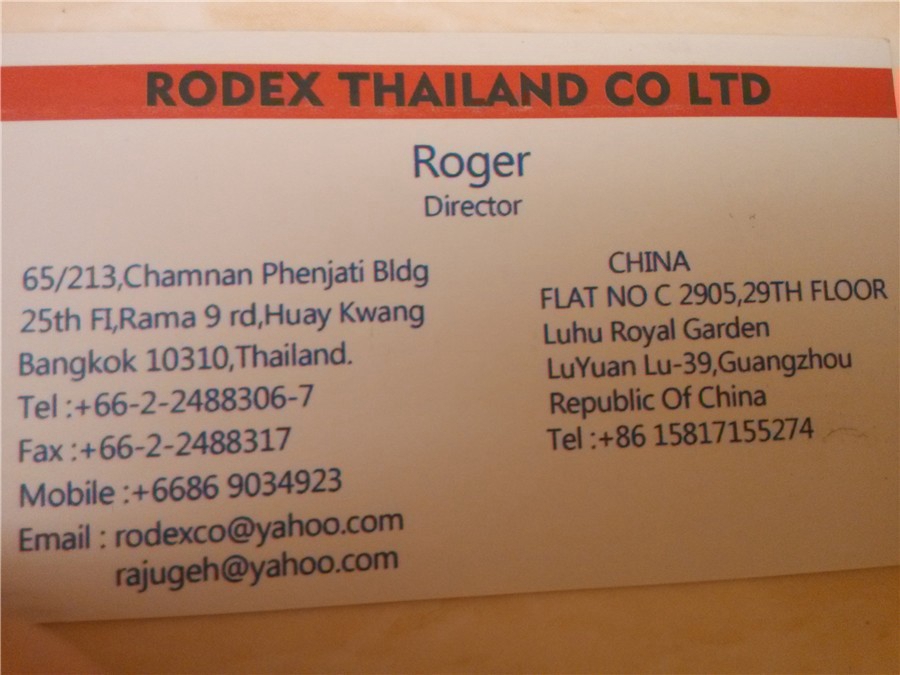 RODEX THAILAND CO LTD
Roger
Director
65/213,Chamnan Phenjati Bldg
25th Fl,Rama 9 rd,Huay Kwang
Bangkok 10310,Thailand.
Tel :+66-2-2488306-7
Fax :+66-2-2488317
Mobile :+6686 9034923
Email : rodexco@yahoo.com
rajugeh@yahoo.com
CHINA
FLAT NO C 2905,29TH FLOOR
Luhu Royal Garden
LuYuan Lu-39,Guangzhou
Republic Of China
Tel :+86 15817155274